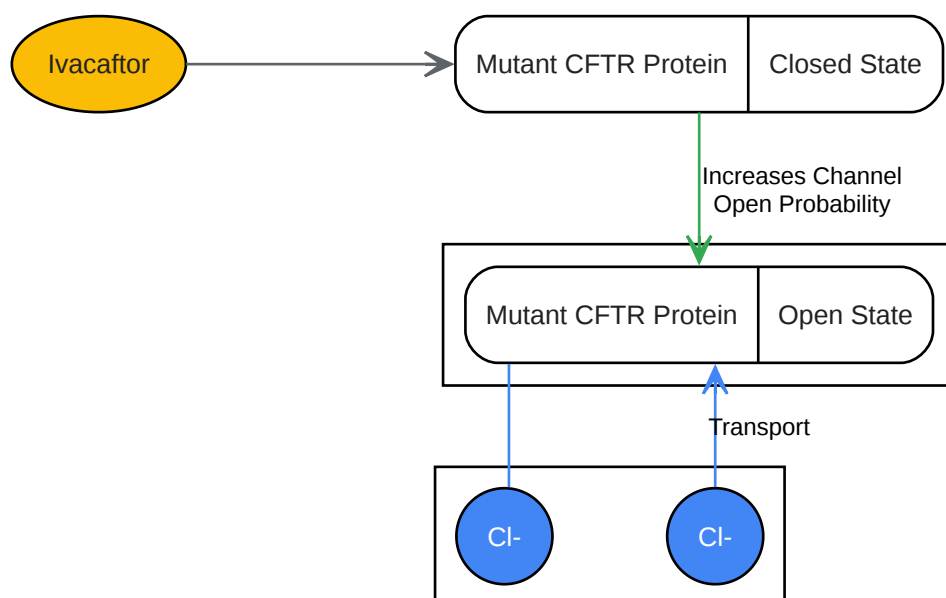 Ivacaftor
Mutant CFTR Protein
Closed State
Increases Channel
Open Probability
Mutant CFTR Protein
Open State
Transport
Cl-
Cl-